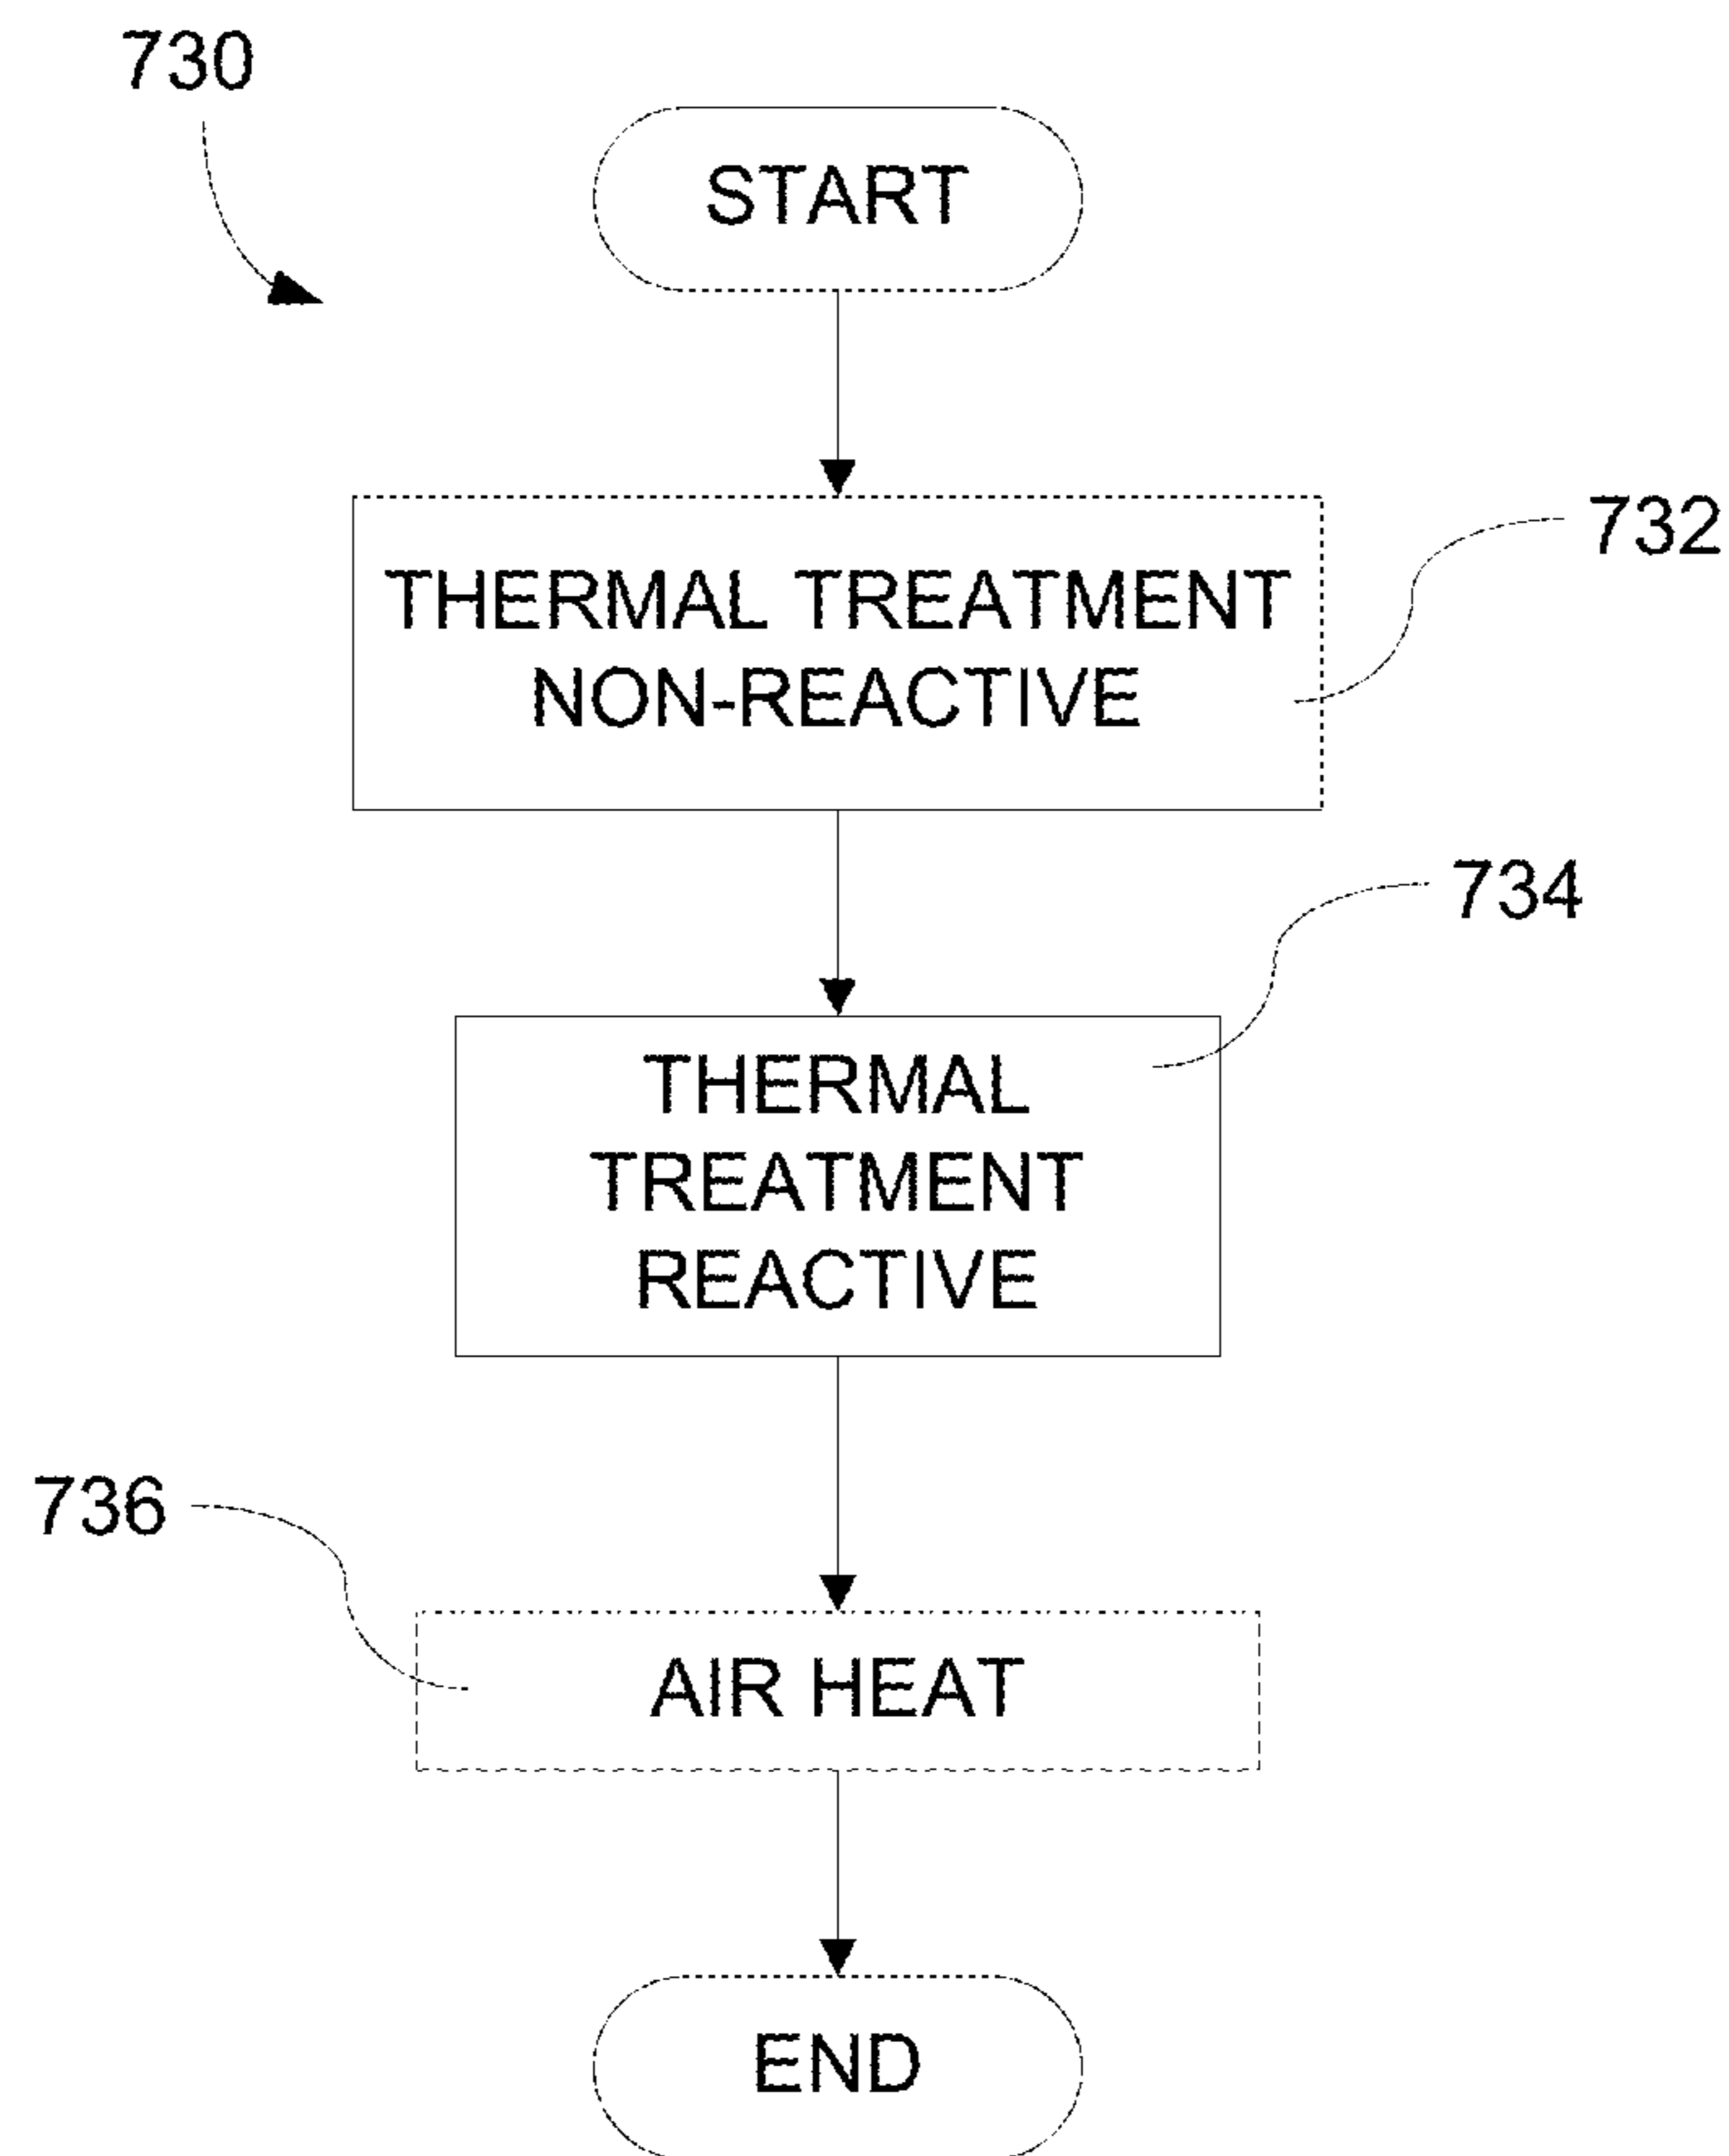 730
START
THERMAL TREATMENT
NON-REACTIVE
732
734
THERMAL
TREATMENT
REACTIVE
736
AIR HEAT
END